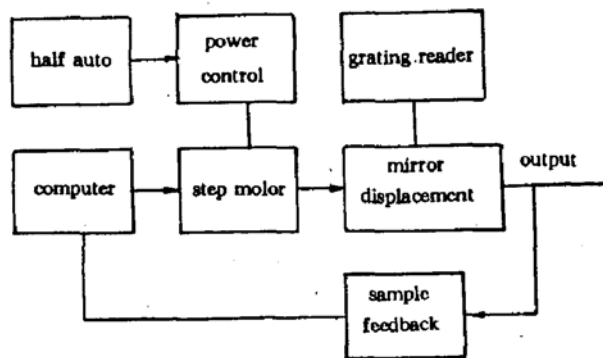 half auto
power
control
grating.reader
computer
step molor
mirror
displacement
output
sample
feedback